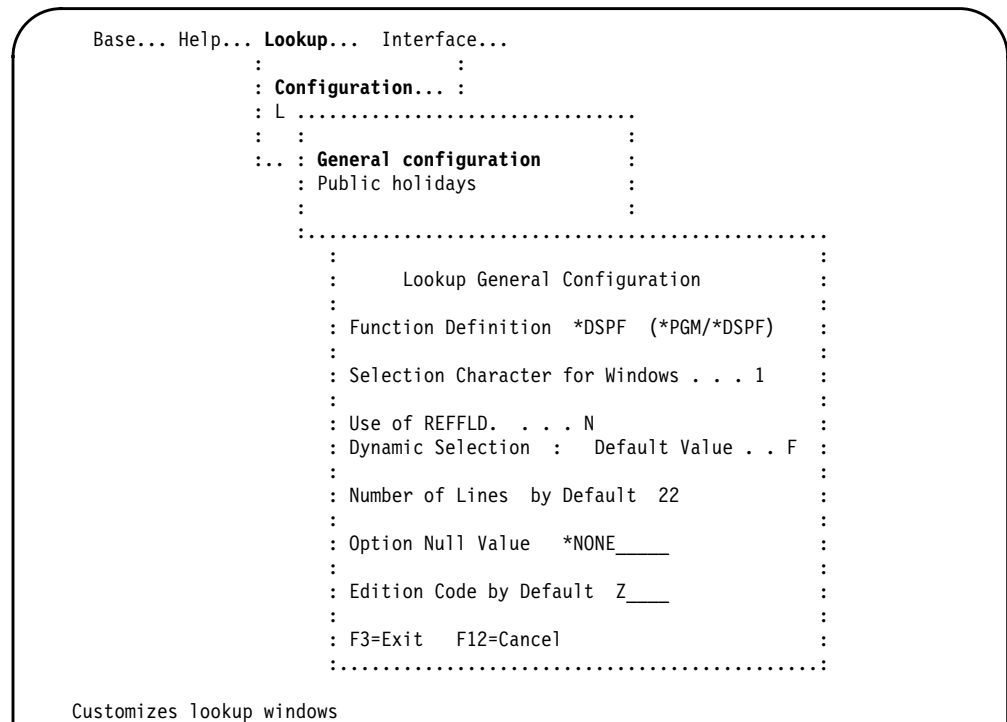 Base... Help... Lookup... Interface...
: :
: Configuration... :
: L ................................
: : :
:.. : General configuration :
: Public holidays :
: :
:.................................................
: :
: Lookup General Configuration :
: :
: Function Definition *DSPF (*PGM/*DSPF) :
: :
: Selection Character for Windows . . . 1 :
: :
: Use of REFFLD. . . . . N :
: Dynamic Selection : Default Value . . F :
: :
: Number of Lines by Default 22 :
: :
: Option Null Value *NONE_____ :
: :
: Edition Code by Default Z____ :
: :
: F3=Exit F12=Cancel :
:.............................................:
Customizes lookup windows